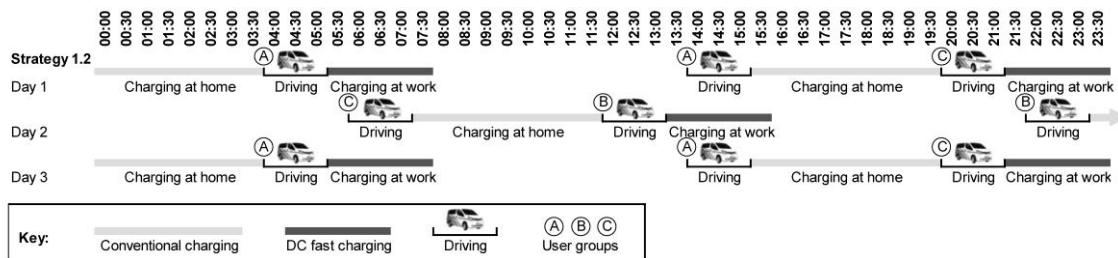 00:00 00:30 01:00 01:30 02:00 02:30 03:00 03:30 04:00 04:30 05:00 05:30 06:00 06:30 07:00 07:30 08:00 08:30 09:00 09:30 10:00 10:30 11:00 11:30 12:00 12:30 13:00 13:30 14:00 14:30 15:00 15:30 16:00 16:30 17:00 17:30 18:00 18:30 19:00 19:30 20:00 20:30 21:00 21:30 22:00 22:30 23:00 23:30
Strategy 1.2
A A C
Day 1 Charging at home Driving Charging at work Driving Charging at home Driving Charging at work
C B B
Day 2 Driving Charging at home Driving Charging at work Driving
A A C
Day 3 Charging at home Driving Charging at work Driving Charging at home Driving Charging at work
Key: A B C
Conventional charging DC fast charging Driving User groups